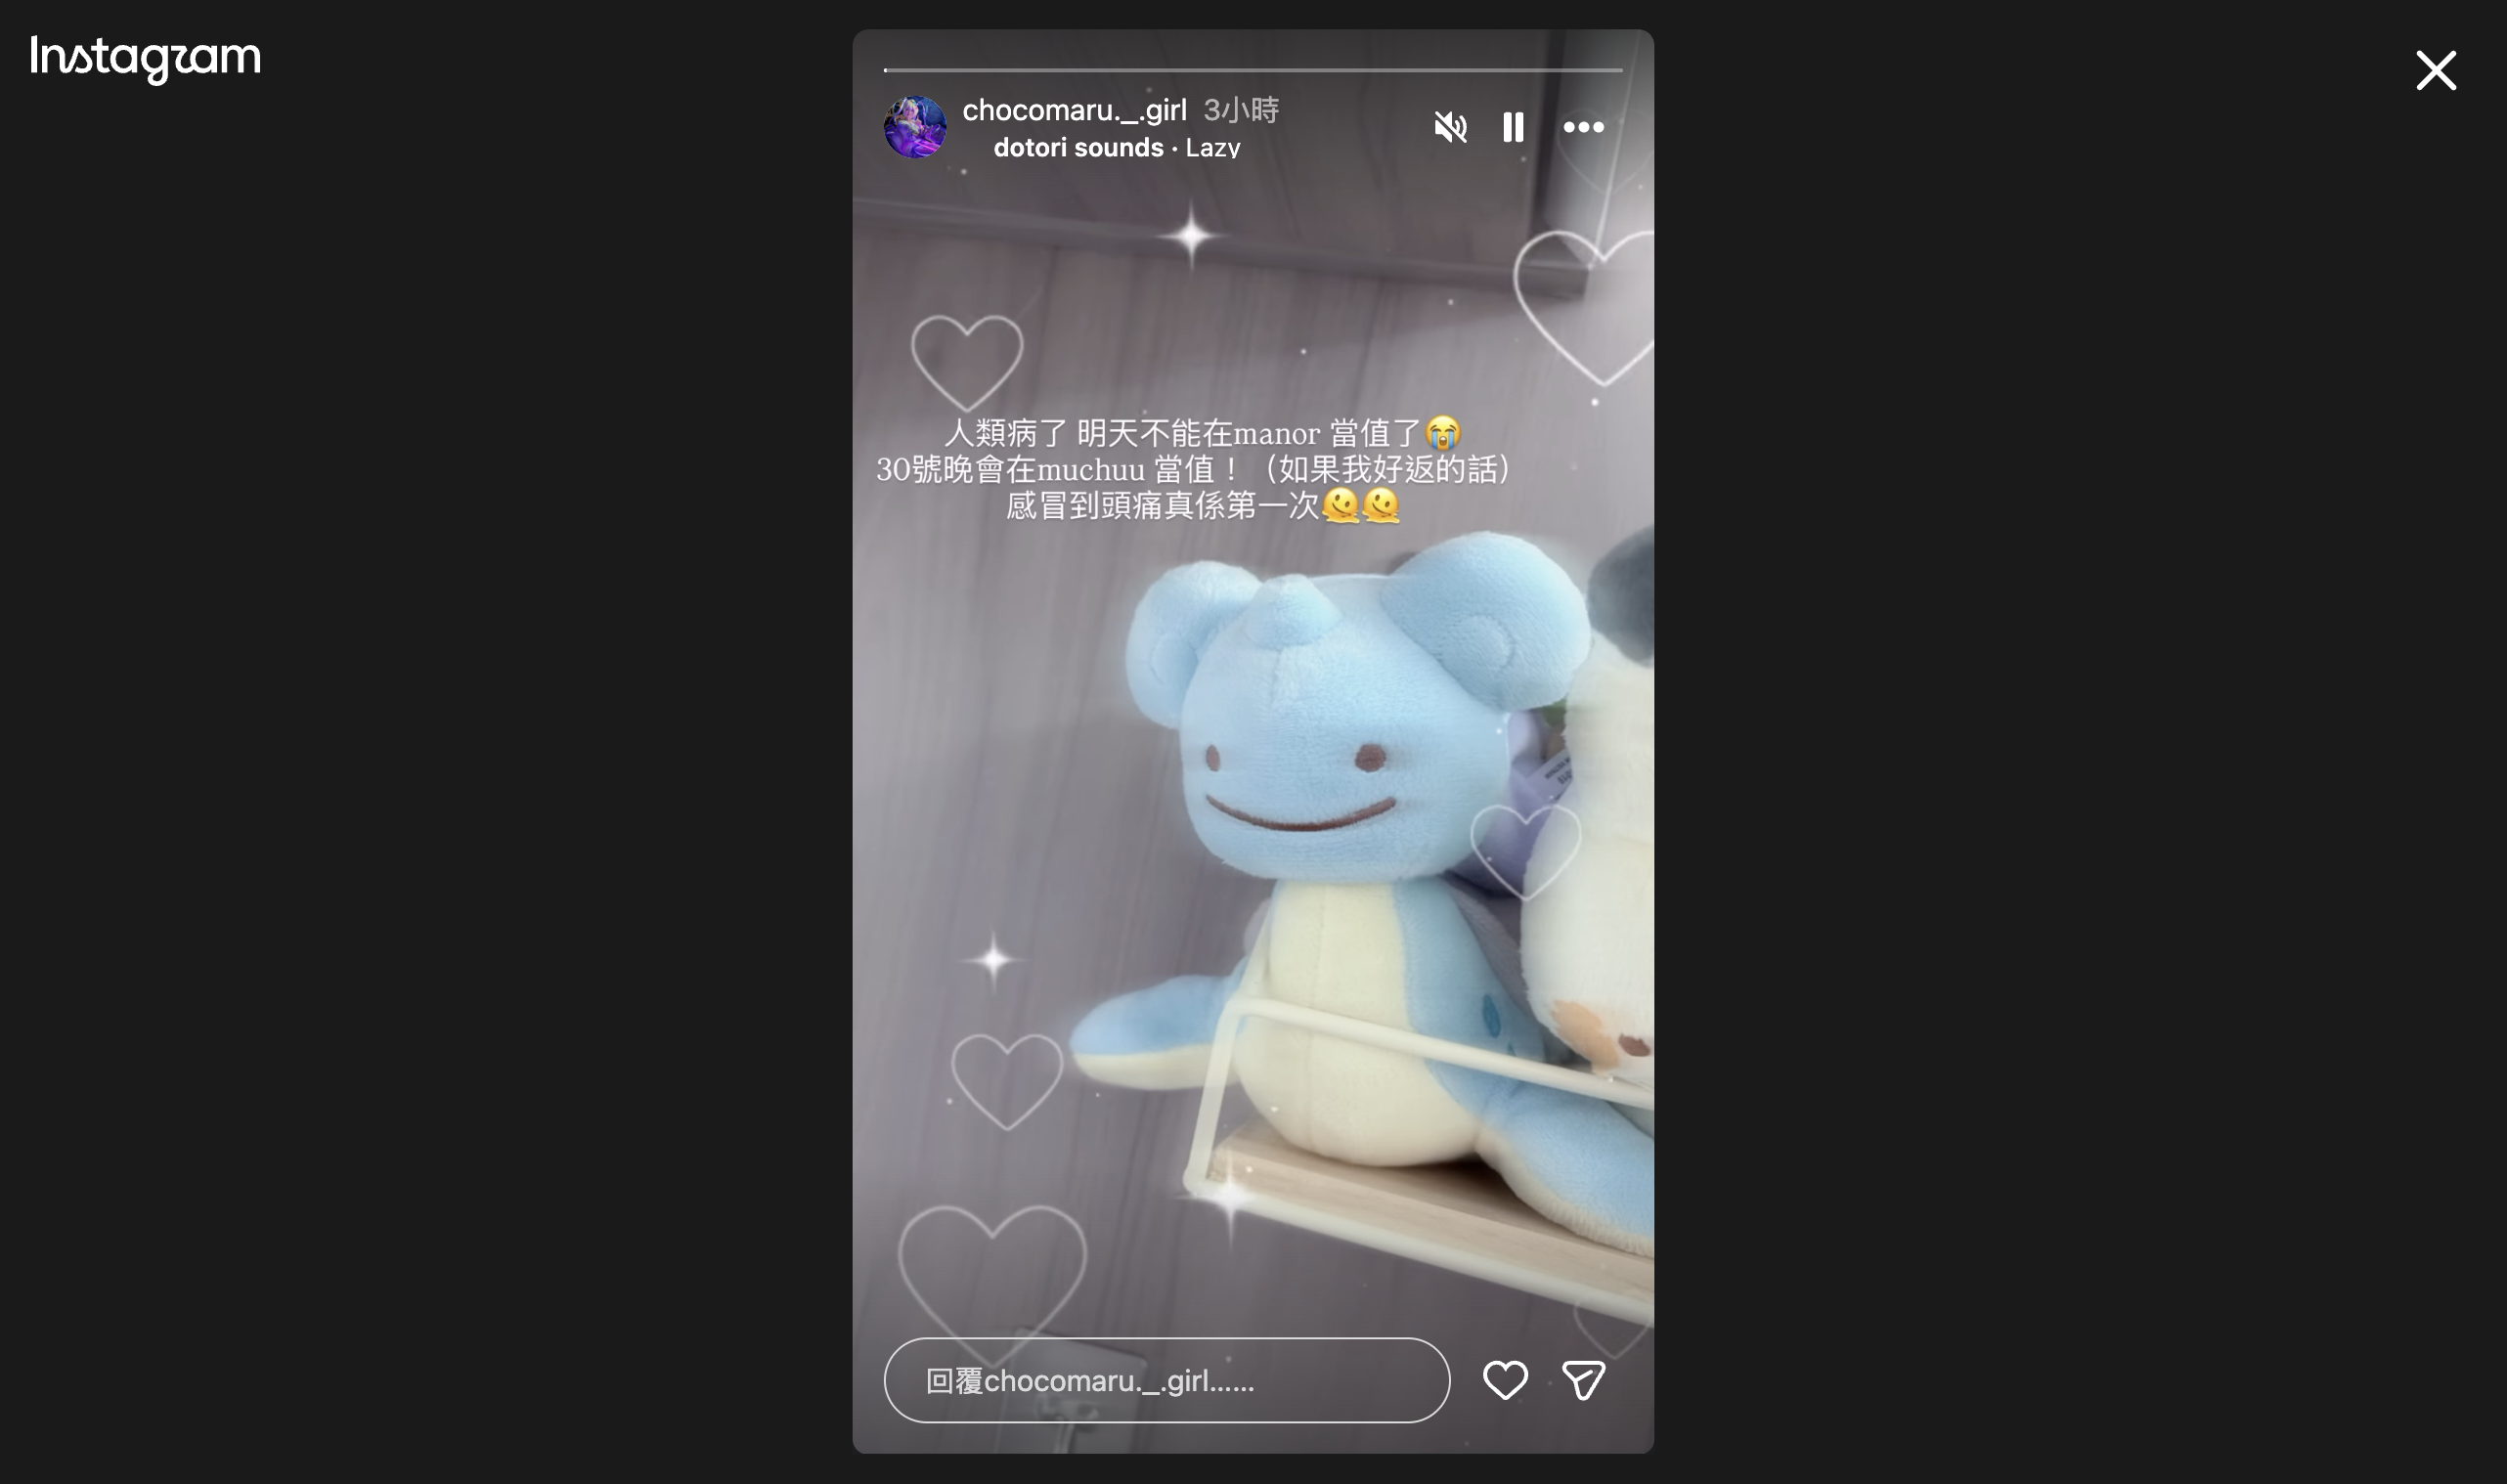 Instagram
chocomaru._.girl 3小時
dotori sounds • Lazy
人類病了 明天不能在manor 當值了😭
30號晚會在muchuu 當值！（如果我好返的話）
感冒到頭痛真係第一次🫠🫠
回覆chocomaru._.girl……